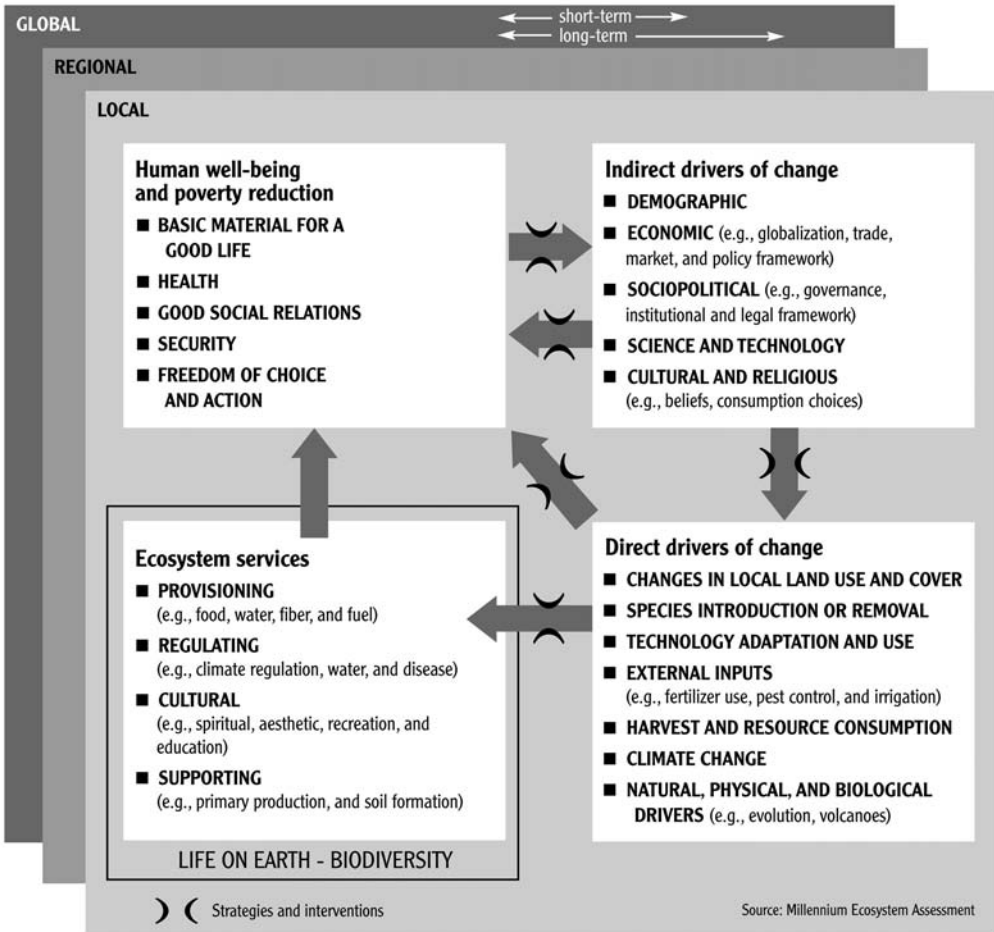 GLOBAL
short-term
long-term
REGIONAL
LOCAL
Human well-being
and poverty reduction
■ BASIC MATERIAL FOR A
GOOD LIFE
■ HEALTH
■ GOOD SOCIAL RELATIONS
■ SECURITY
■ FREEDOM OF CHOICE
AND ACTION
Indirect drivers of change
■ DEMOGRAPHIC
■ ECONOMIC (e.g., globalization, trade,
market, and policy framework)
■ SOCIOPOLITICAL (e.g., governance,
institutional and legal framework)
■ SCIENCE AND TECHNOLOGY
■ CULTURAL AND RELIGIOUS
(e.g., beliefs, consumption choices)
Ecosystem services
■ PROVISIONING
(e.g., food, water, fiber, and fuel)
■ REGULATING
(e.g., climate regulation, water, and disease)
■ CULTURAL
(e.g., spiritual, aesthetic, recreation, and
education)
■ SUPPORTING
(e.g., primary production, and soil formation)
LIFE ON EARTH - BIODIVERSITY
Direct drivers of change
■ CHANGES IN LOCAL LAND USE AND COVER
■ SPECIES INTRODUCTION OR REMOVAL
■ TECHNOLOGY ADAPTATION AND USE
■ EXTERNAL INPUTS
(e.g., fertilizer use, pest control, and irrigation)
■ HARVEST AND RESOURCE CONSUMPTION
■ CLIMATE CHANGE
■ NATURAL, PHYSICAL, AND BIOLOGICAL
DRIVERS (e.g., evolution, volcanoes)
Strategies and interventions
Source: Millennium Ecosystem Assessment